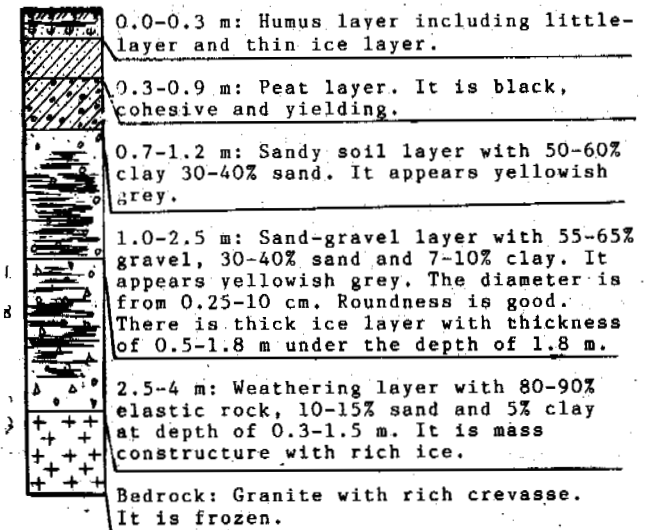 0.0-0.3 m: Humus layer including little-
layer and thin ice layer.
0.3-0.9 m: Peat layer. It is black,
cohesive and yielding.
0.7-1.2 m: Sandy soil layer with 50-60%
clay 30-40% sand. It appears yellowish
grey.
1.0-2.5 m: Sand-gravel layer with 55-65%
gravel, 30-40% sand and 7-10% clay. It
appears yellowish grey. The diameter is
from 0.25-10 cm. Roundness is good.
There is thick ice layer with thickness
of 0.5-1.8 m under the depth of 1.8 m.
2.5-4 m: Weathering layer with 80-90%
elastic rock, 10-15% sand and 5% clay
at depth of 0.3-1.5 m. It is mass
constructure with rich ice.
Bedrock: Granite with rich crevasse.
It is frozen.